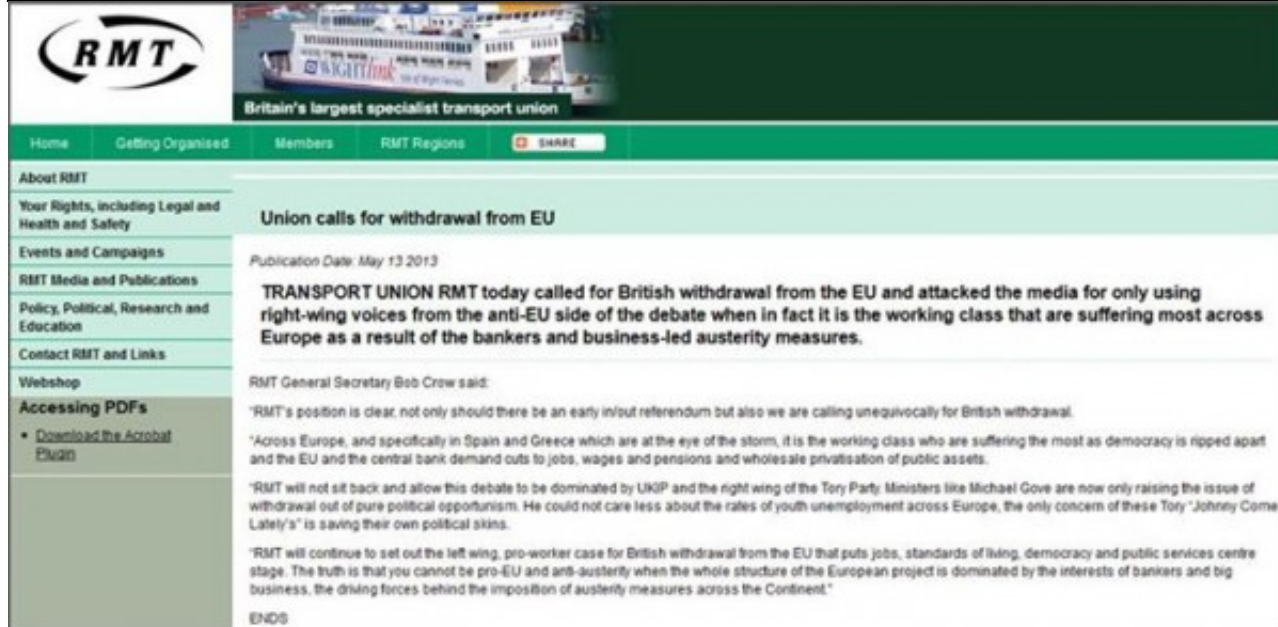 RMT
WIGHTlink
Britain's largest specialist transport union
Home
Getting Organised
Members
RMT Regions
SHARE
About RMT
Your Rights, including Legal and
Health and Safety
Events and Campaigns
RMT Media and Publications
Policy, Political, Research and
Education
Contact RMT and Links
Webshop
Accessing PDFs
• Download the Acrobat
Plugin
Union calls for withdrawal from EU
Publication Date: May 13 2013
TRANSPORT UNION RMT today called for British withdrawal from the EU and attacked the media for only using
right-wing voices from the anti-EU side of the debate when in fact it is the working class that are suffering most across
Europe as a result of the bankers and business-led austerity measures.
RMT General Secretary Bob Crow said:
"RMT's position is clear, not only should there be an early in/out referendum but also we are calling unequivocally for British withdrawal.
"Across Europe, and specifically in Spain and Greece which are at the eye of the storm, it is the working class who are suffering the most as democracy is ripped apart
and the EU and the central bank demand cuts to jobs, wages and pensions and wholesale privatisation of public assets.
"RMT will not sit back and allow this debate to be dominated by UKIP and the right wing of the Tory Party. Ministers like Michael Gove are now only raising the issue of
withdrawal out of pure political opportunism. He could not care less about the rates of youth unemployment across Europe, the only concern of these Tory "Johnny Come
Lately's" is saving their own political skins.
"RMT will continue to set out the left wing, pro-worker case for British withdrawal from the EU that puts jobs, standards of living, democracy and public services centre
stage. The truth is that you cannot be pro-EU and anti-austerity when the whole structure of the European project is dominated by the interests of bankers and big
business, the driving forces behind the imposition of austerity measures across the Continent."
ENDS